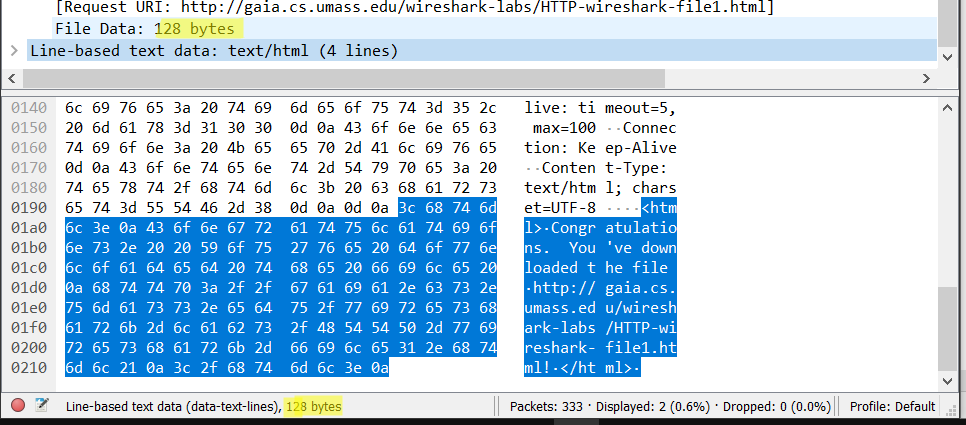 [Request URI: http://gaia.cs.umass.edu/wireshark-labs/HTTP-wireshark-file1.html]
File Data: 128 bytes
Line-based text data: text/html (4 lines)
0140 6c 69 76 65 3a 20 74 69 6d 65 6f 75 74 3d 35 2c live: ti meout=5,
0150 20 6d 61 78 3d 31 30 30 0d 0a 43 6f 6e 6e 65 63 max=100 ··Connec
0160 74 69 6f 6e 3a 20 4b 65 65 70 2d 41 6c 69 76 65 tion: Ke ep-Alive
0170 0d 0a 43 6f 6e 74 65 6e 74 2d 54 79 70 65 3a 20 ··Conten t-Type:
0180 74 65 78 74 2f 68 74 6d 6c 3b 20 63 68 61 72 73 text/htm l; chars
0190 65 74 3d 55 54 46 2d 38 0d 0a 0d 0a 3c 68 74 6d et=UTF-8 ····<htm
01a0 6c 3e 0a 43 6f 6e 67 72 61 74 75 6c 61 74 69 6f l>·Congr atulatio
01b0 6e 73 2e 20 20 59 6f 75 27 76 65 20 64 6f 77 6e ns.  You 've down
01c0 6c 6f 61 64 65 64 20 74 68 65 20 66 69 6c 65 20 loaded t he file
01d0 0a 68 74 74 70 3a 2f 2f 67 61 69 61 2e 63 73 2e ·http:// gaia.cs.
01e0 75 6d 61 73 73 2e 65 64 75 2f 77 69 72 65 73 68 umass.ed u/wiresh
01f0 61 72 6b 2d 6c 61 62 73 2f 48 54 54 50 2d 77 69 ark-labs /HTTP-wi
0200 72 65 73 68 61 72 6b 2d 66 69 6c 65 31 2e 68 74 reshark- file1.ht
0210 6d 6c 21 0a 3c 2f 68 74 6d 6c 3e 0a ml!·</ht ml>·
Line-based text data (data-text-lines), 128 bytes Packets: 333 · Displayed: 2 (0.6%) · Dropped: 0 (0.0%) Profile: Default